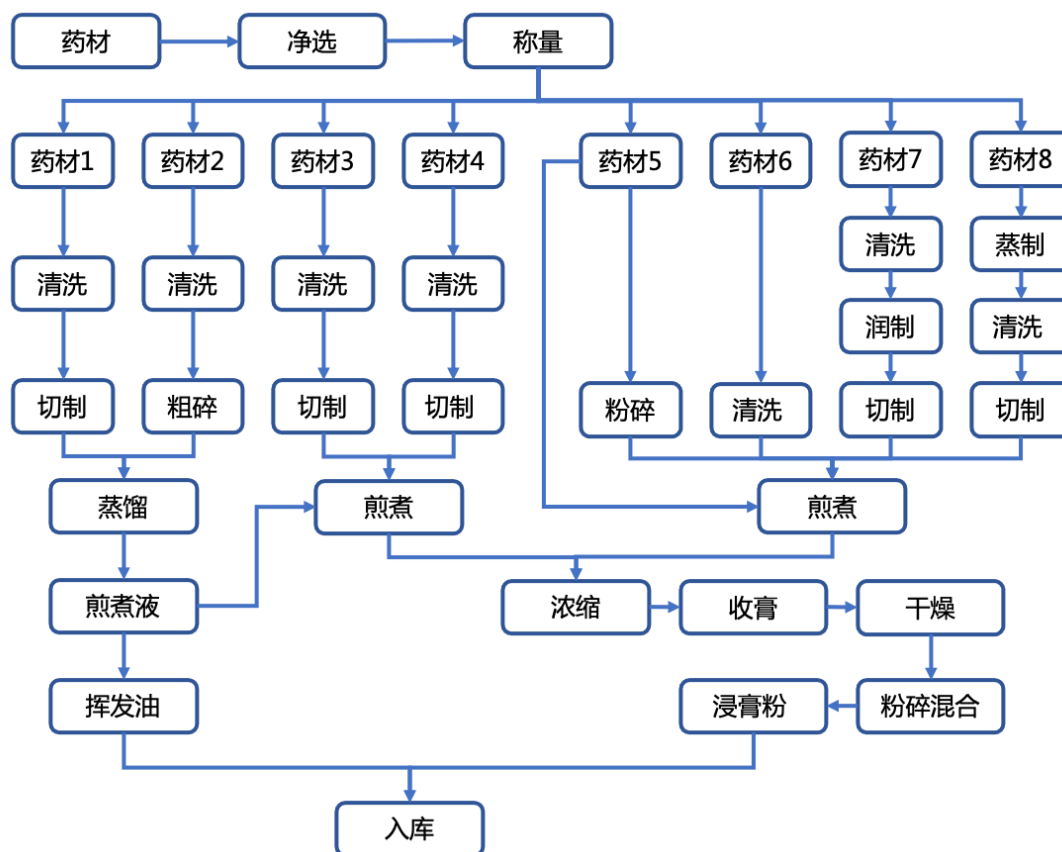 药材
净选
称量
药材1
药材2
药材3
药材4
药材5
药材6
药材7
药材8
清洗
蒸制
清洗
清洗
清洗
清洗
润制
清洗
切制
粗碎
切制
切制
粉碎
清洗
切制
切制
蒸馏
煎煮
煎煮
煎煮液
浓缩
收膏
干燥
挥发油
浸膏粉
粉碎混合
入库